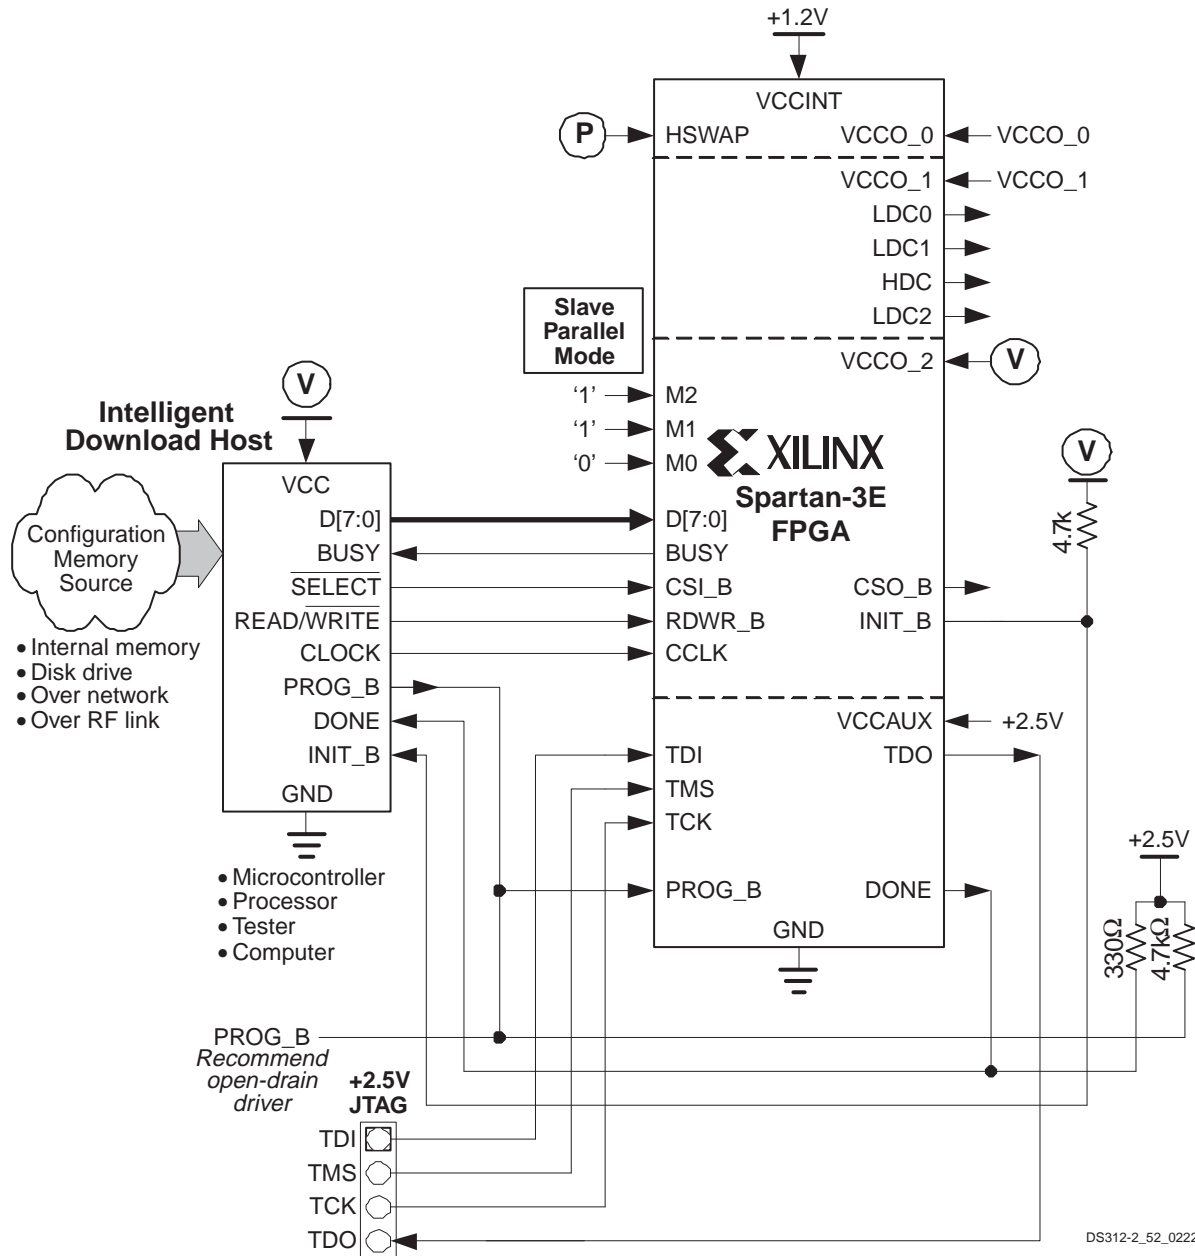 +1.2V
VCCINT
P
HSWAP
VCCO_0
VCCO_0
VCCO_1
VCCO_1
LDC0
LDC1
HDC
LDC2
Slave
Parallel
Mode
VCCO_2
V
‘1’
M2
‘1’
M1
‘0’
M0
XILINX
Spartan-3E
FPGA
V
Intelligent
Download Host
VCC
Configuration
Memory
Source
V
4.7k
D[7:0]
D[7:0]
BUSY
BUSY
SELECT
CSI_B
CSO_B
READ/WRITE
RDWR_B
INIT_B
CLOCK
CCLK
PROG_B
DONE
INIT_B
GND
• Internal memory
• Disk drive
• Over network
• Over RF link
VCCAUX
+2.5V
TDI
TDO
TMS
TCK
PROG_B
DONE
GND
• Microcontroller
• Processor
• Tester
• Computer
+2.5V
330Ω
4.7kΩ
PROG_B
Recommend
open-drain
driver
+2.5V
JTAG
TDI
TMS
TCK
TDO
DS312-2_52_0222